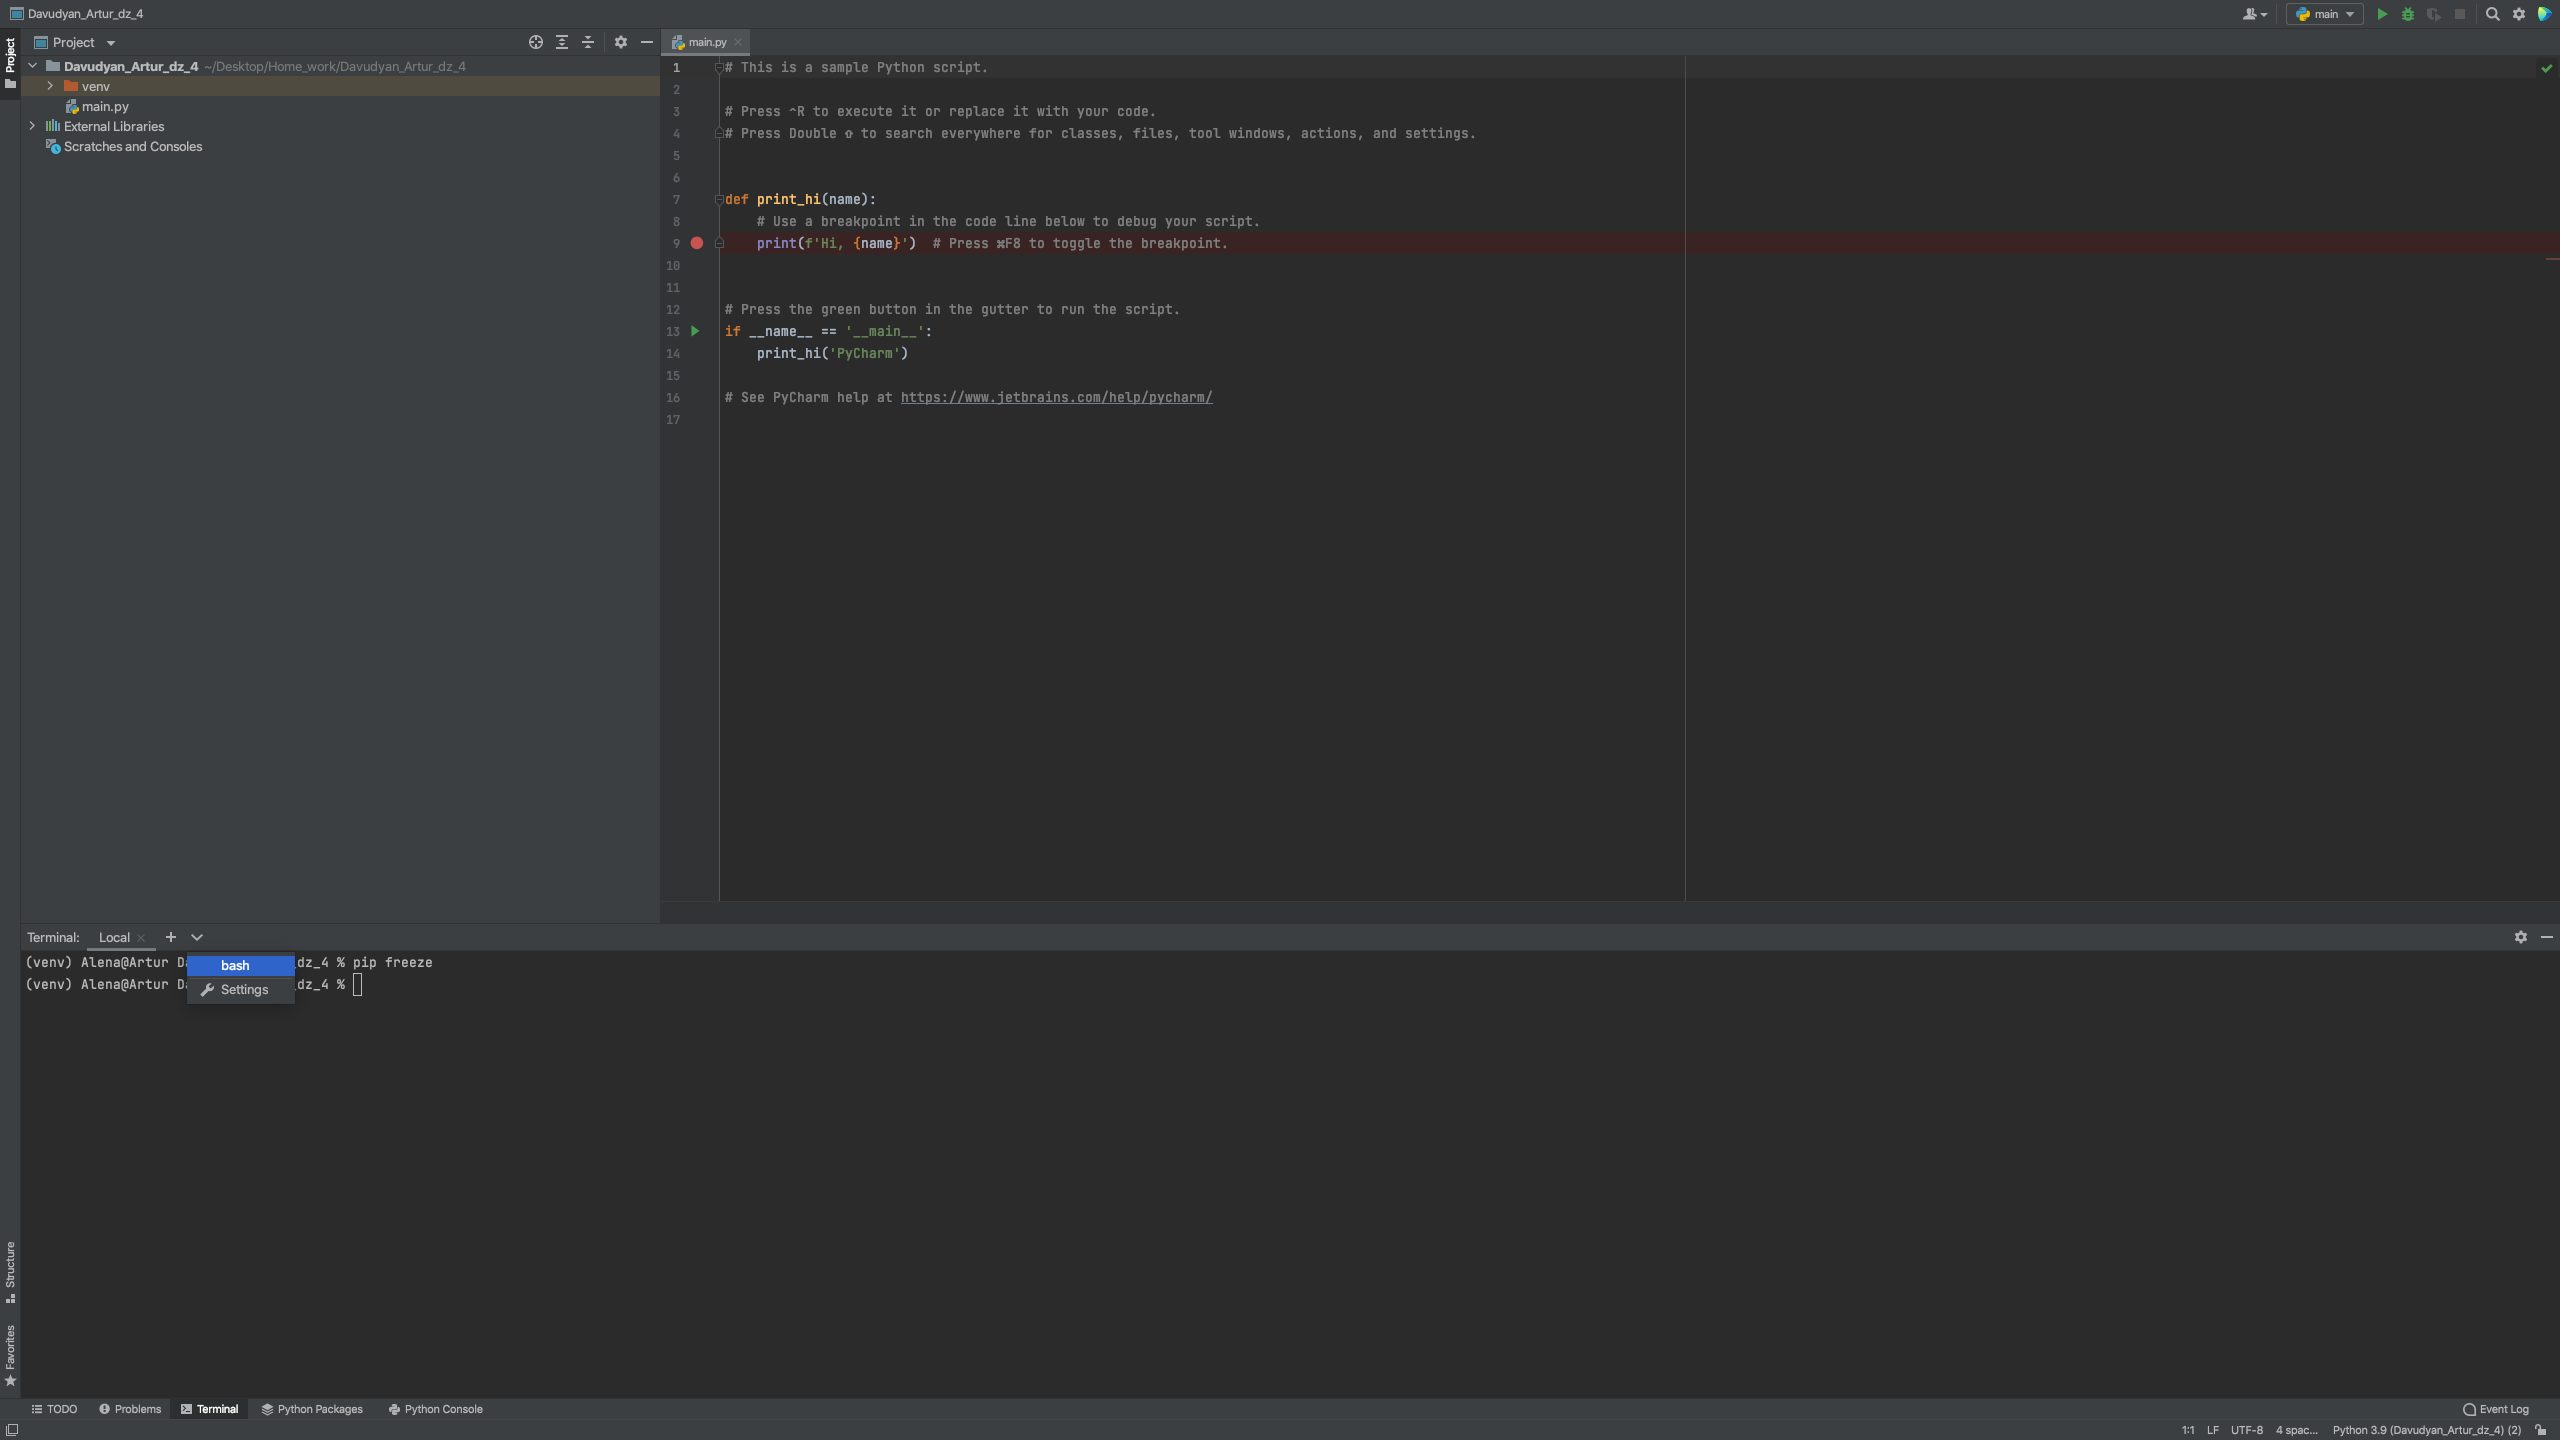 Davudyan_Artur_dz_4
main
Project
Project
main.py
Davudyan_Artur_dz_4 ~/Desktop/Home_work/Davudyan_Artur_dz_4
venv
main.py
External Libraries
Scratches and Consoles
1 # This is a sample Python script.
2
3 # Press ⌃R to execute it or replace it with your code.
4 # Press Double ⇧ to search everywhere for classes, files, tool windows, actions, and settings.
5
6
7 def print_hi(name):
8     # Use a breakpoint in the code line below to debug your script.
9     print(f'Hi, {name}')  # Press ⌘F8 to toggle the breakpoint.
10
11
12 # Press the green button in the gutter to run the script.
13 if __name__ == '__main__':
14     print_hi('PyCharm')
15
16 # See PyCharm help at https://www.jetbrains.com/help/pycharm/
17
Terminal: Local
(venv) Alena@Artur Da dz_4 % pip freeze
(venv) Alena@Artur Da dz_4 %
bash
Settings
Structure
Favorites
TODO Problems Terminal Python Packages Python Console Event Log
1:1 LF UTF-8 4 spac... Python 3.9 (Davudyan_Artur_dz_4) (2)